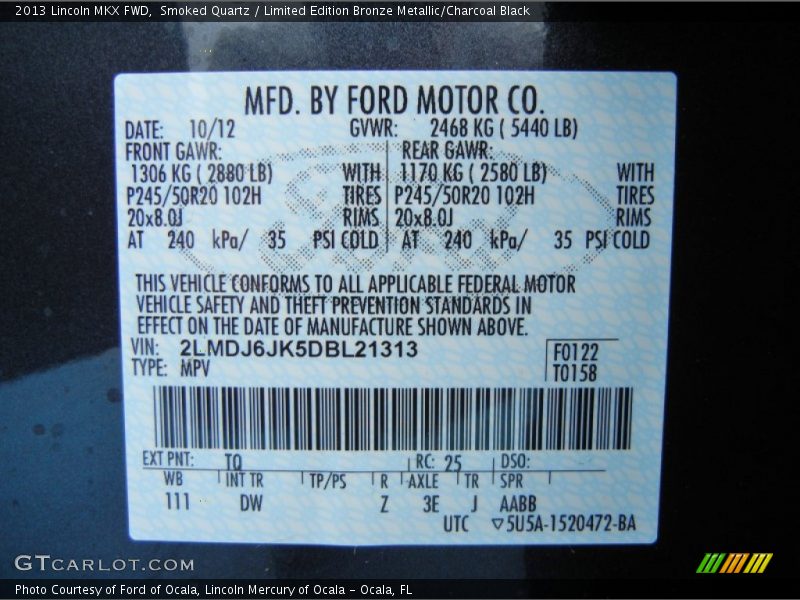 2013 Lincoln MKX FWD, Smoked Quartz / Limited Edition Bronze Metallic/Charcoal Black
MFD. BY FORD MOTOR CO.
DATE: 10/12 GVWR: 2468 KG ( 5440 LB)
FRONT GAWR: REAR GAWR:
1306 KG ( 2880 LB) WITH 1170 KG ( 2580 LB) WITH
P245/50R20 102H TIRES P245/50R20 102H TIRES
20x8.0J RIMS 20x8.0J RIMS
AT 240 kPa/ 35 PSI COLD AT 240 kPa/ 35 PSI COLD
THIS VEHICLE CONFORMS TO ALL APPLICABLE FEDERAL MOTOR
VEHICLE SAFETY AND THEFT PREVENTION STANDARDS IN
EFFECT ON THE DATE OF MANUFACTURE SHOWN ABOVE.
VIN: 2LMDJ6JK5DBL21313 F0122
TYPE: MPV T0158
EXT PNT: TQ RC: 25 DSO:
WB INT TR TP/PS R AXLE TR SPR
111 DW Z 3E J AABB
UTC ▽5U5A-1520472-BA
GTCARLOT.COM
Photo Courtesy of Ford of Ocala, Lincoln Mercury of Ocala - Ocala, FL